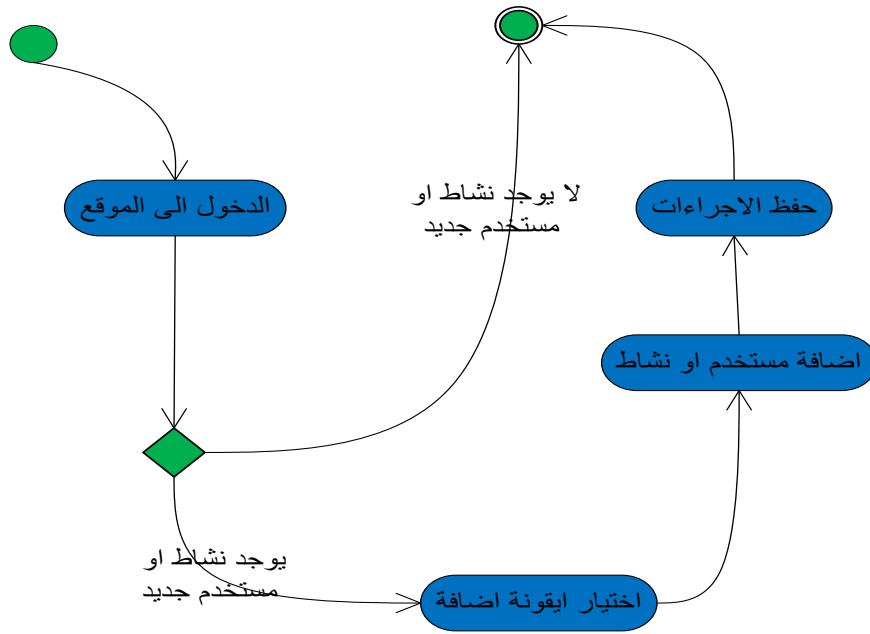 الدخول الى الموقع
لا يوجد نشاط او
مستخدم جديد
حفظ الاجراءات
اضافة مستخدم او نشاط
يوجد نشاط او
مستخدم جديد
اختيار ايقونة اضافة